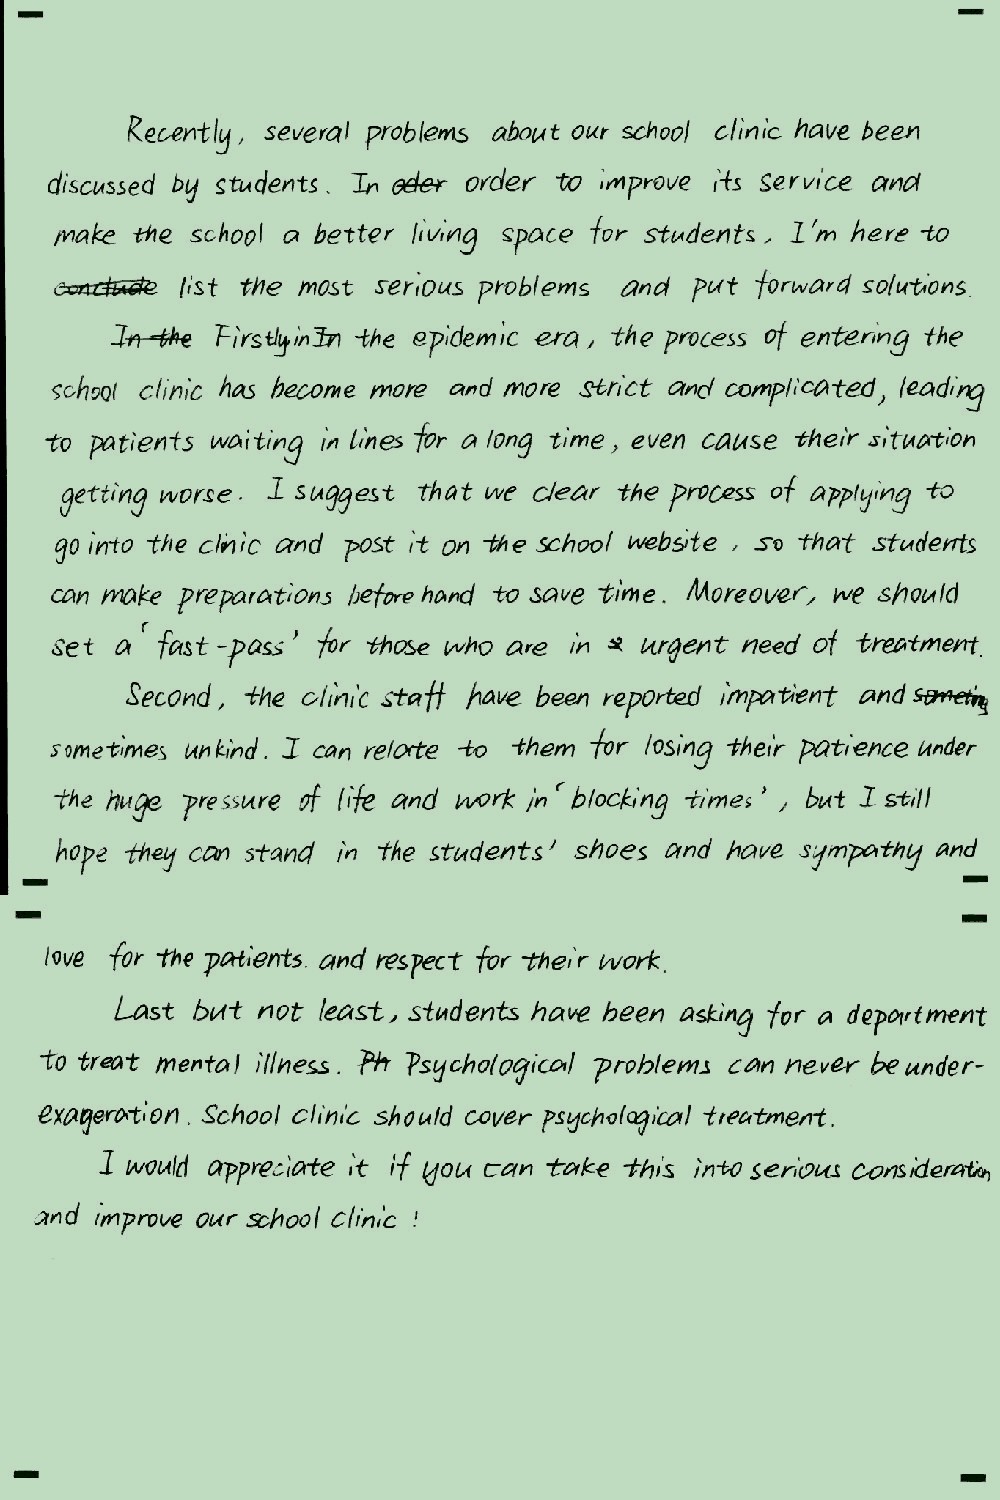 Recently, several problems about our school clinic have been
discussed by students. In oder order to improve its service and
make the school a better living space for students, I'm here to
conclude list the most serious problems and put forward solutions.
In the Firstly in In the epidemic era, the process of entering the
school clinic has become more and more strict and complicated, leading
to patients waiting in lines for a long time, even cause their situation
getting worse. I suggest that we clear the process of applying to
go into the clinic and post it on the school website, so that students
can make preparations beforehand to save time. Moreover, we should
set a 'fast-pass' for those who are in urgent need of treatment.
Second, the clinic staff have been reported impatient and
sometimes unkind. I can relate to them for losing their patience under
the huge pressure of life and work in 'blocking times', but I still
hope they can stand in the students' shoes and have sympathy and
love for the patients. and respect for their work.
Last but not least, students have been asking for a department
to treat mental illness. Ph Psychological problems can never be under-
exageration. School clinic should cover psychological treatment.
I would appreciate it if you can take this into serious consideration
and improve our school clinic!